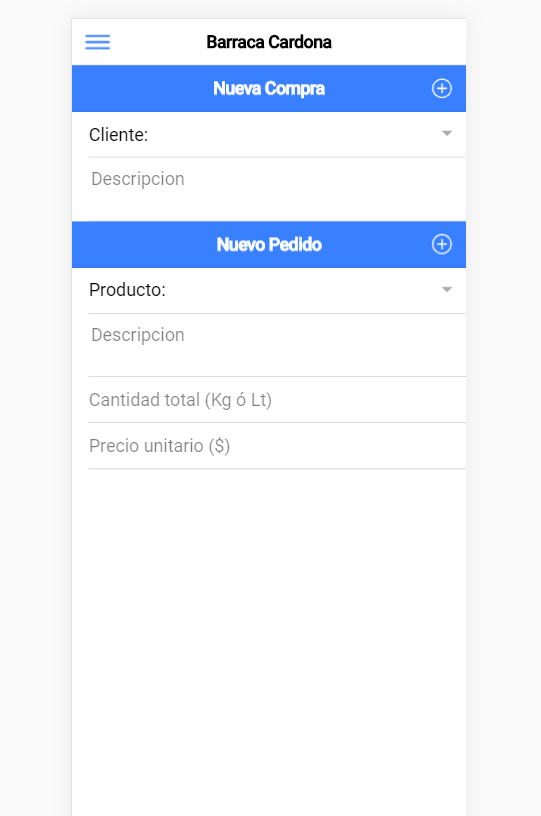 Barraca Cardona
Nueva Compra
Cliente:
Descripcion
Nuevo Pedido
Producto:
Descripcion
Cantidad total (Kg ó Lt)
Precio unitario ($)